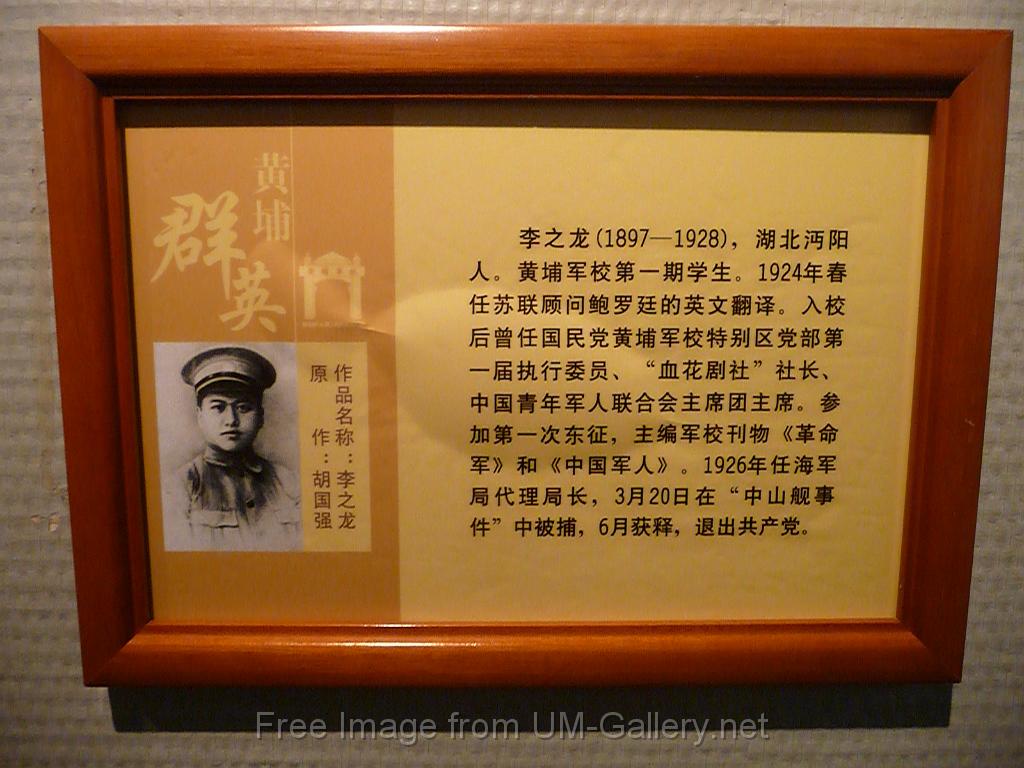 黄埔
群英
作品名称：李之龙
原作：胡国强
李之龙(1897—1928)，湖北沔阳
人。黄埔军校第一期学生。1924年春
任苏联顾问鲍罗廷的英文翻译。入校
后曾任国民党黄埔军校特别区党部第
一届执行委员、“血花剧社”社长、
中国青年军人联合会主席团主席。参
加第一次东征，主编军校刊物《革命
军》和《中国军人》。1926年任海军
局代理局长，3月20日在“中山舰事
件”中被捕，6月获释，退出共产党。
Free Image from UM-Gallery.net